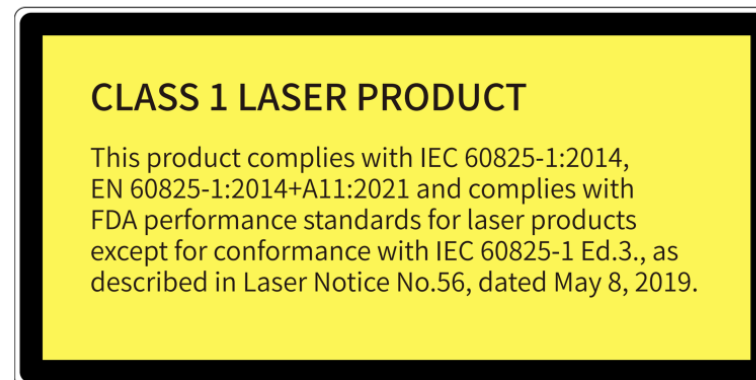 CLASS 1 LASER PRODUCT
This product complies with IEC 60825-1:2014,
EN 60825-1:2014+A11:2021 and complies with
FDA performance standards for laser products
except for conformance with IEC 60825-1 Ed.3., as
described in Laser Notice No.56, dated May 8, 2019.